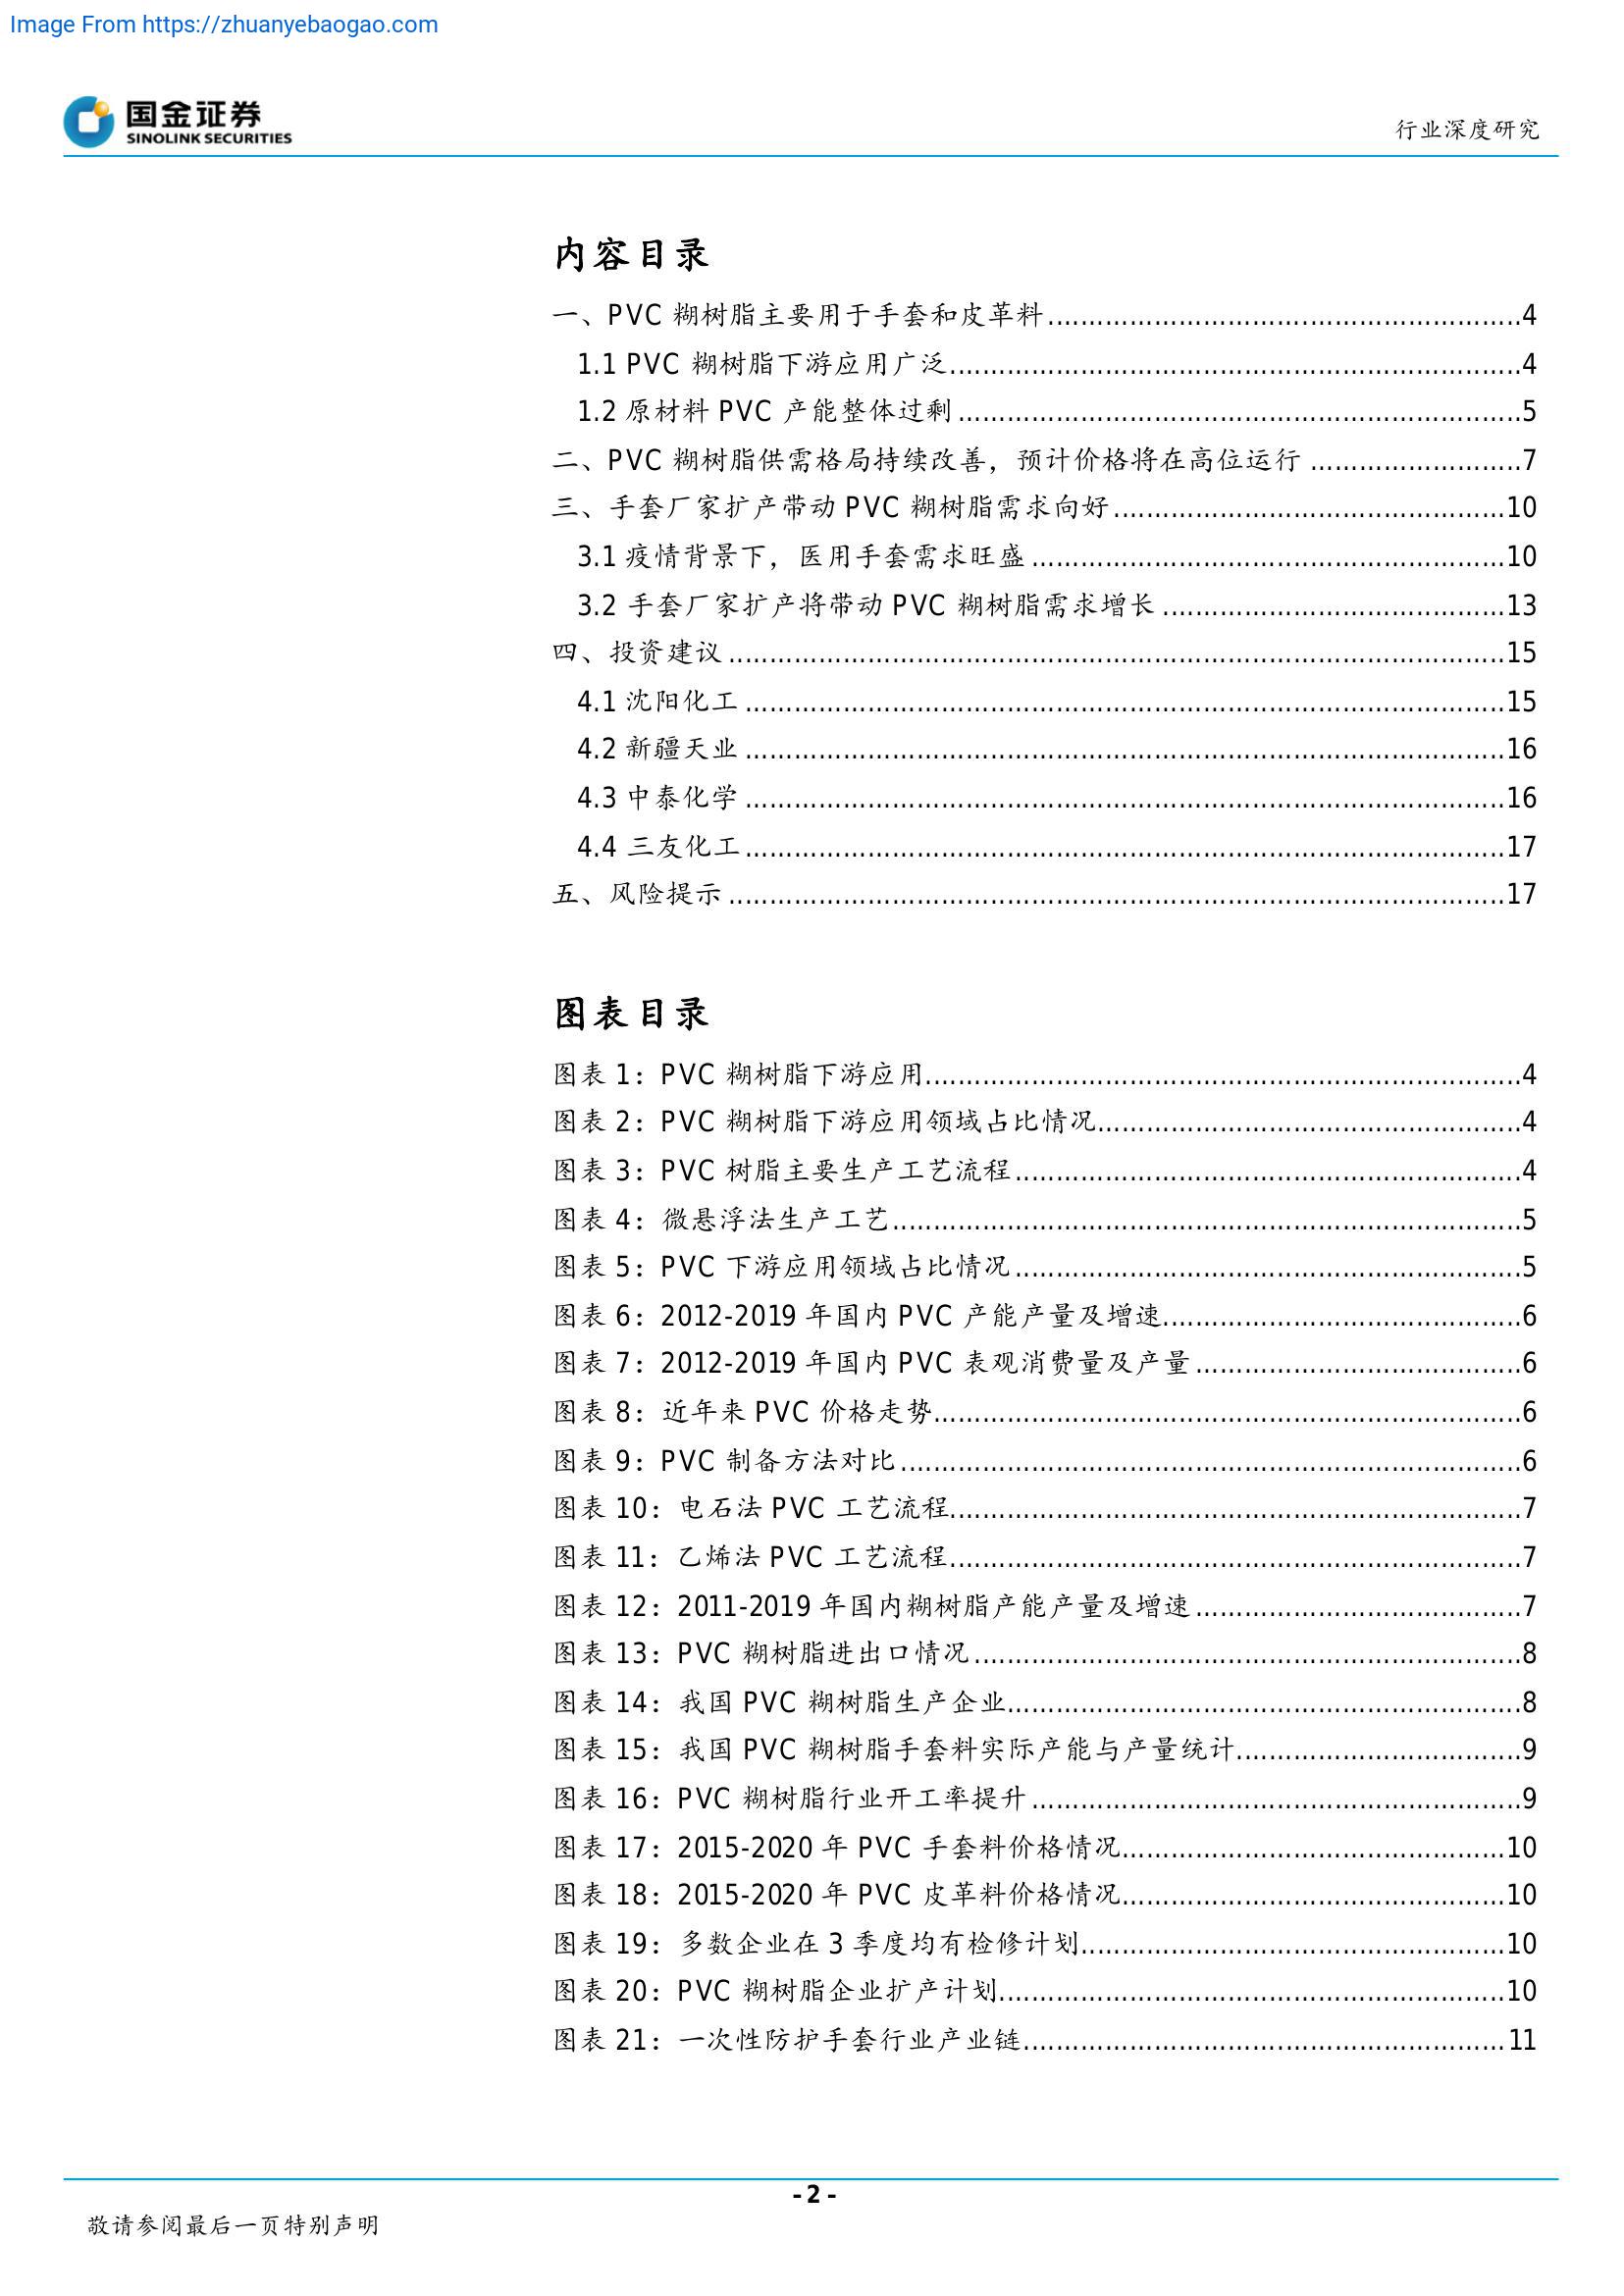 Image From https://zhuanyebaogao.com
国金证券
SINOLINK SECURITIES
行业深度研究
内容目录
一、PVC 糊树脂主要用于手套和皮革料........................................................4
1.1 PVC 糊树脂下游应用广泛....................................................................4
1.2 原材料 PVC 产能整体过剩...................................................................5
二、PVC 糊树脂供需格局持续改善，预计价格将在高位运行.........................7
三、手套厂家扩产带动 PVC 糊树脂需求向好..............................................10
3.1 疫情背景下，医用手套需求旺盛........................................................10
3.2 手套厂家扩产将带动 PVC 糊树脂需求增长.........................................13
四、投资建议............................................................................................15
4.1 沈阳化工..........................................................................................15
4.2 新疆天业..........................................................................................16
4.3 中泰化学..........................................................................................16
4.4 三友化工..........................................................................................17
五、风险提示............................................................................................17
图表目录
图表 1：PVC 糊树脂下游应用.......................................................................4
图表 2：PVC 糊树脂下游应用领域占比情况..................................................4
图表 3：PVC 树脂主要生产工艺流程............................................................4
图表 4：微悬浮法生产工艺...........................................................................5
图表 5：PVC 下游应用领域占比情况............................................................5
图表 6：2012-2019 年国内 PVC 产能产量及增速...........................................6
图表 7：2012-2019 年国内 PVC 表观消费量及产量.......................................6
图表 8：近年来 PVC 价格走势......................................................................6
图表 9：PVC 制备方法对比..........................................................................6
图表 10：电石法 PVC 工艺流程....................................................................7
图表 11：乙烯法 PVC 工艺流程....................................................................7
图表 12：2011-2019 年国内糊树脂产能产量及增速.......................................7
图表 13：PVC 糊树脂进出口情况.................................................................8
图表 14：我国 PVC 糊树脂生产企业.............................................................8
图表 15：我国 PVC 糊树脂手套料实际产能与产量统计..................................9
图表 16：PVC 糊树脂行业开工率提升..........................................................9
图表 17：2015-2020 年 PVC 手套料价格情况..............................................10
图表 18：2015-2020 年 PVC 皮革料价格情况..............................................10
图表 19：多数企业在 3 季度均有检修计划...................................................10
图表 20：PVC 糊树脂企业扩产计划............................................................10
图表 21：一次性防护手套行业产业链..........................................................11
- 2 -
敬请参阅最后一页特别声明